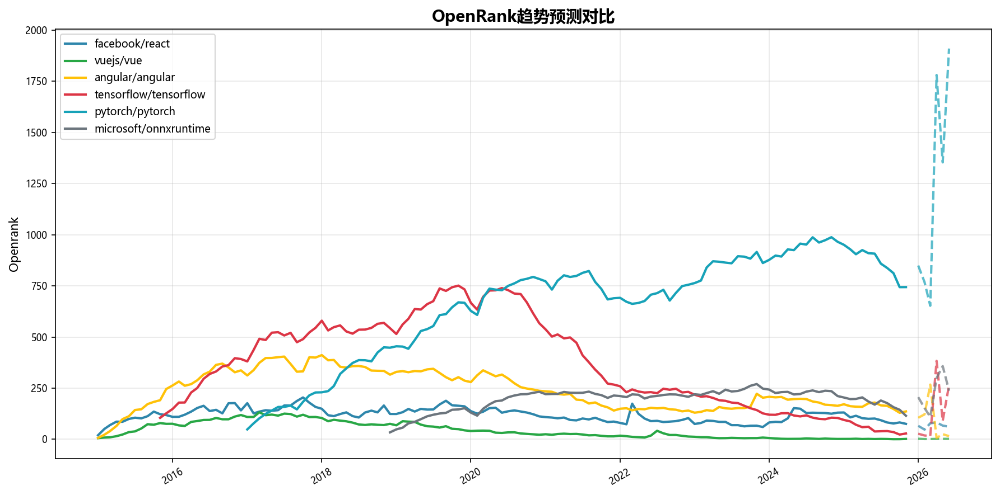 OpenRank趋势预测对比
facebook/react
vuejs/vue
angular/angular
tensorflow/tensorflow
pytorch/pytorch
microsoft/onnxruntime
Openrank
2000
1750
1500
1250
1000
750
500
250
0
2016
2018
2020
2022
2024
2026